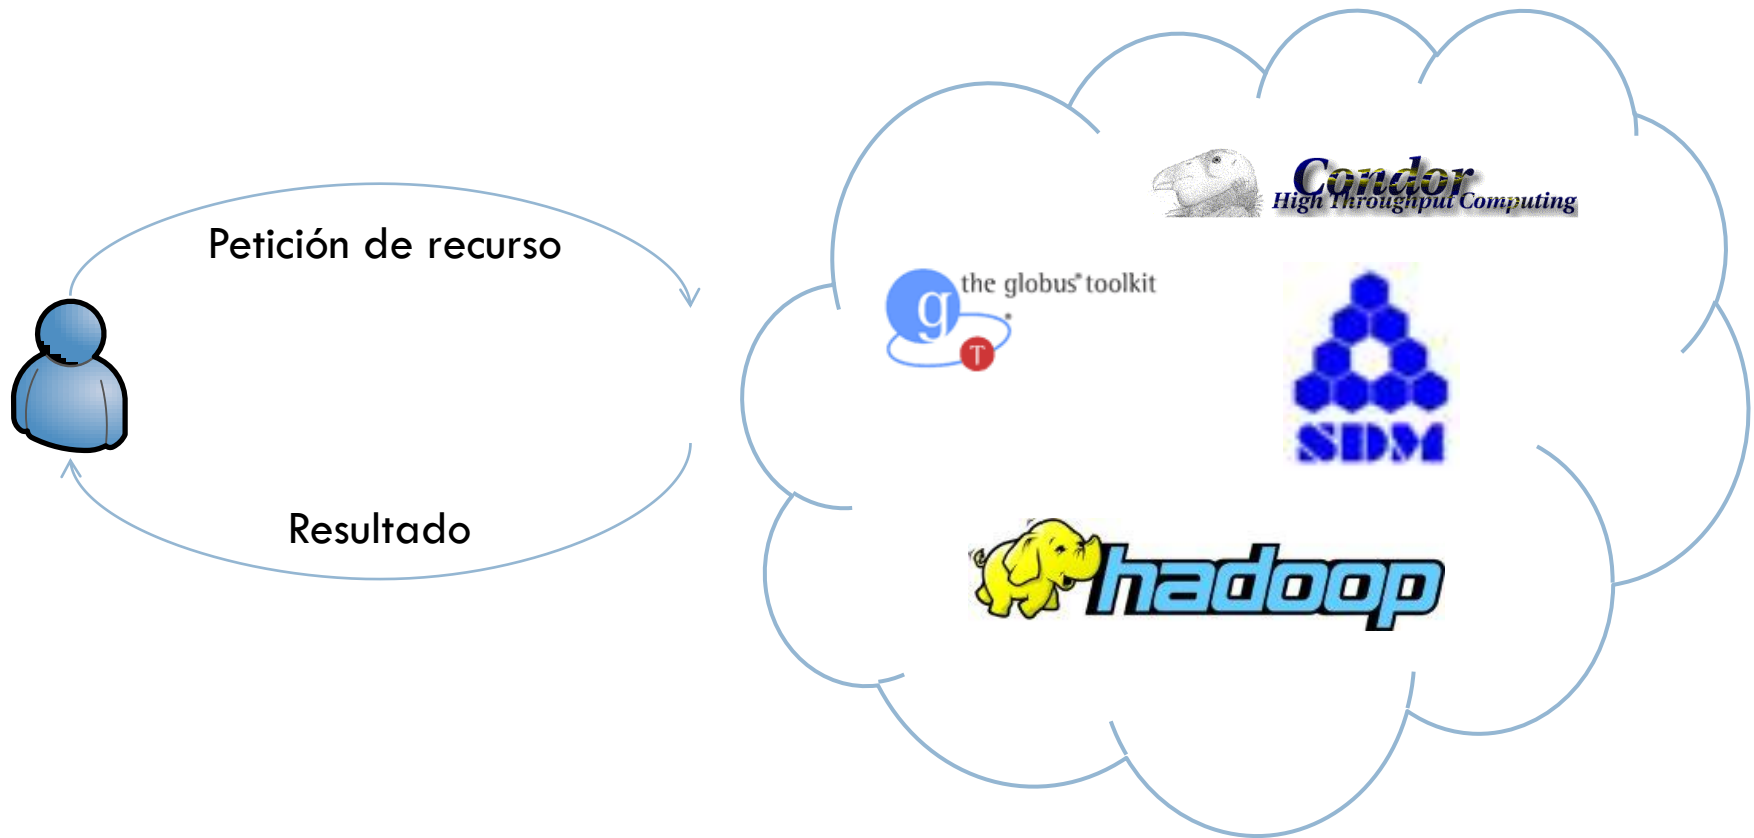 Petición de recurso
Resultado
Condor
High Throughput Computing
the globus® toolkit
g
T
SDM
hadoop